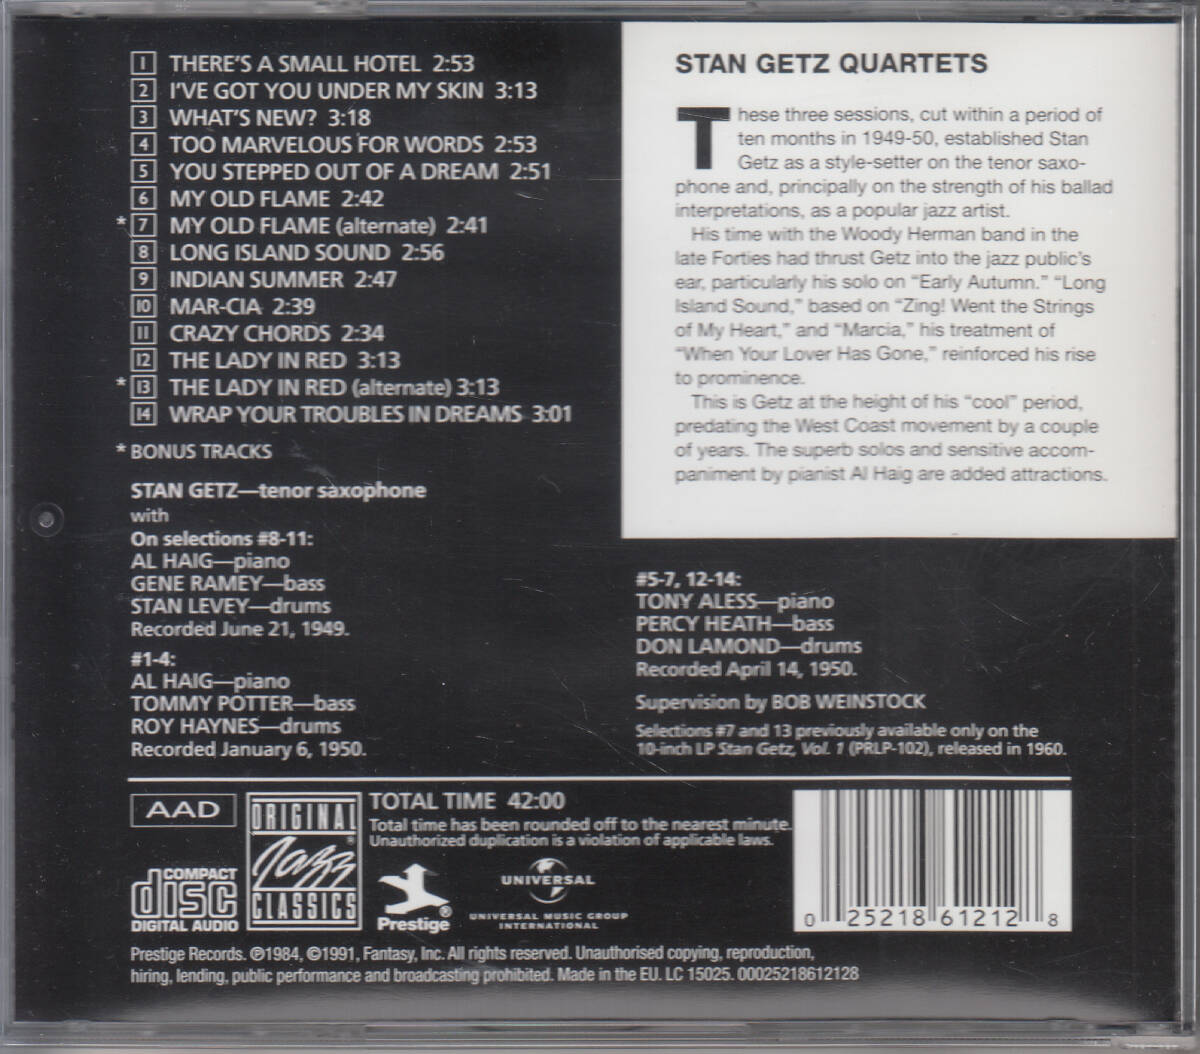 1 THERE'S A SMALL HOTEL 2:53
2 I'VE GOT YOU UNDER MY SKIN 3:13
3 WHAT'S NEW? 3:18
4 TOO MARVELOUS FOR WORDS 2:53
5 YOU STEPPED OUT OF A DREAM 2:51
6 MY OLD FLAME 2:42
* 7 MY OLD FLAME (alternate) 2:41
8 LONG ISLAND SOUND 2:56
9 INDIAN SUMMER 2:47
10 MAR-CIA 2:39
11 CRAZY CHORDS 2:34
12 THE LADY IN RED 3:13
* 13 THE LADY IN RED (alternate) 3:13
14 WRAP YOUR TROUBLES IN DREAMS 3:01
* BONUS TRACKS
STAN GETZ—tenor saxophone
with
On selections #8-11:
AL HAIG—piano
GENE RAMEY—bass
STAN LEVEY—drums
Recorded June 21, 1949.
#1-4:
AL HAIG—piano
TOMMY POTTER—bass
ROY HAYNES—drums
Recorded January 6, 1950.
STAN GETZ QUARTETS
These three sessions, cut within a period of
ten months in 1949-50, established Stan
Getz as a style-setter on the tenor saxo-
phone and, principally on the strength of his ballad
interpretations, as a popular jazz artist.
His time with the Woody Herman band in the
late Forties had thrust Getz into the jazz public's
ear, particularly his solo on "Early Autumn." "Long
Island Sound," based on "Zing! Went the Strings
of My Heart," and "Marcia," his treatment of
"When Your Lover Has Gone," reinforced his rise
to prominence.
This is Getz at the height of his "cool" period,
predating the West Coast movement by a couple
of years. The superb solos and sensitive accom-
paniment by pianist Al Haig are added attractions.
#5-7, 12-14:
TONY ALESS—piano
PERCY HEATH—bass
DON LAMOND—drums
Recorded April 14, 1950.
Supervision by BOB WEINSTOCK
Selections #7 and 13 previously available only on the
10-inch LP Stan Getz, Vol. 1 (PRLP-102), released in 1960.
AAD
COMPACT
disc
DIGITAL AUDIO
ORIGINAL
Jazz®
CLASSICS
TOTAL TIME 42:00
Total time has been rounded off to the nearest minute.
Unauthorized duplication is a violation of applicable laws.
Prestige®
UNIVERSAL
UNIVERSAL MUSIC GROUP
INTERNATIONAL
0 25218 61212 8
Prestige Records. ℗1984, ©1991, Fantasy, Inc. All rights reserved. Unauthorised copying, reproduction,
hiring, lending, public performance and broadcasting prohibited. Made in the EU. LC 15025. 00025218612128